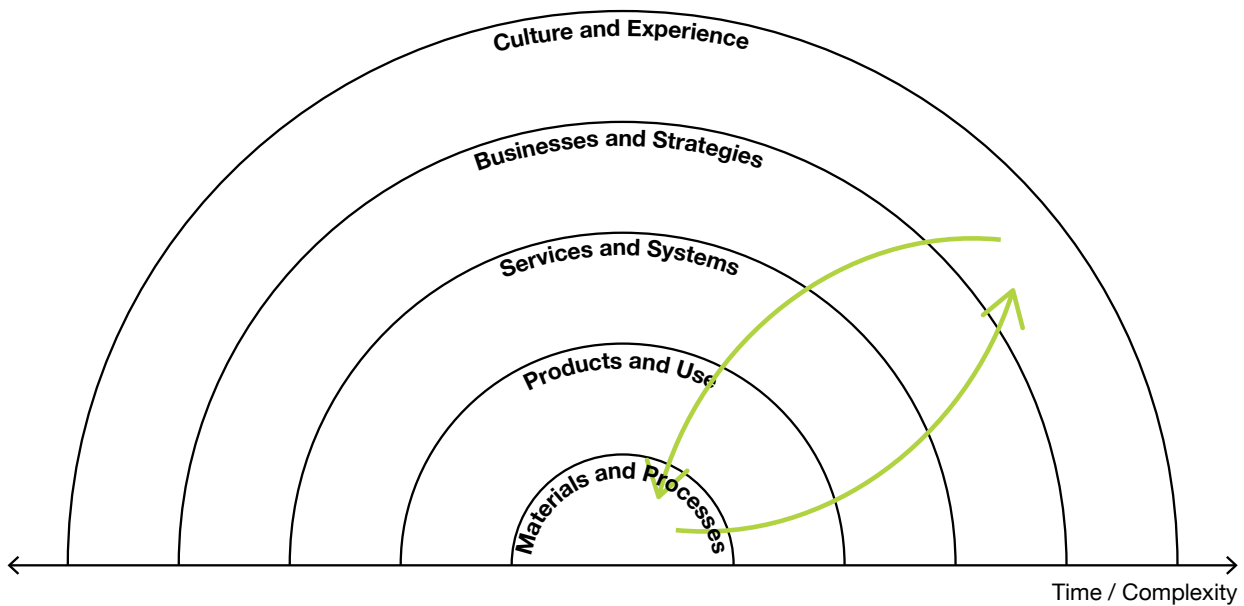 Culture and Experience
Businesses and Strategies
Services and Systems
Products and Use
Materials and Processes
Time / Complexity